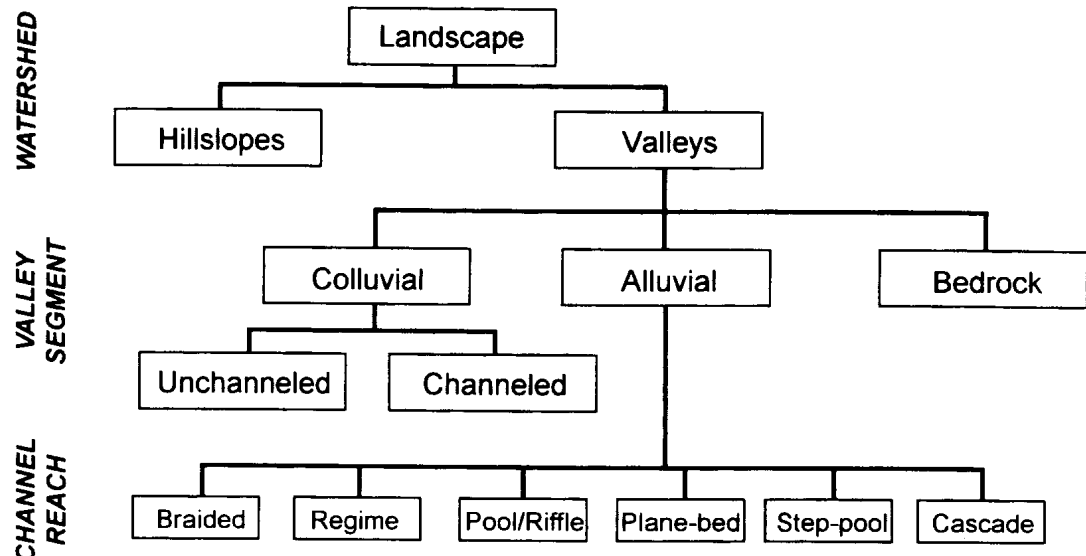 WATERSHED
Landscape
Hillslopes
Valleys
VALLEY
SEGMENT
Colluvial
Alluvial
Bedrock
Unchanneled
Channeled
CHANNEL
REACH
Braided
Regime
Pool/Riffle
Plane-bed
Step-pool
Cascade